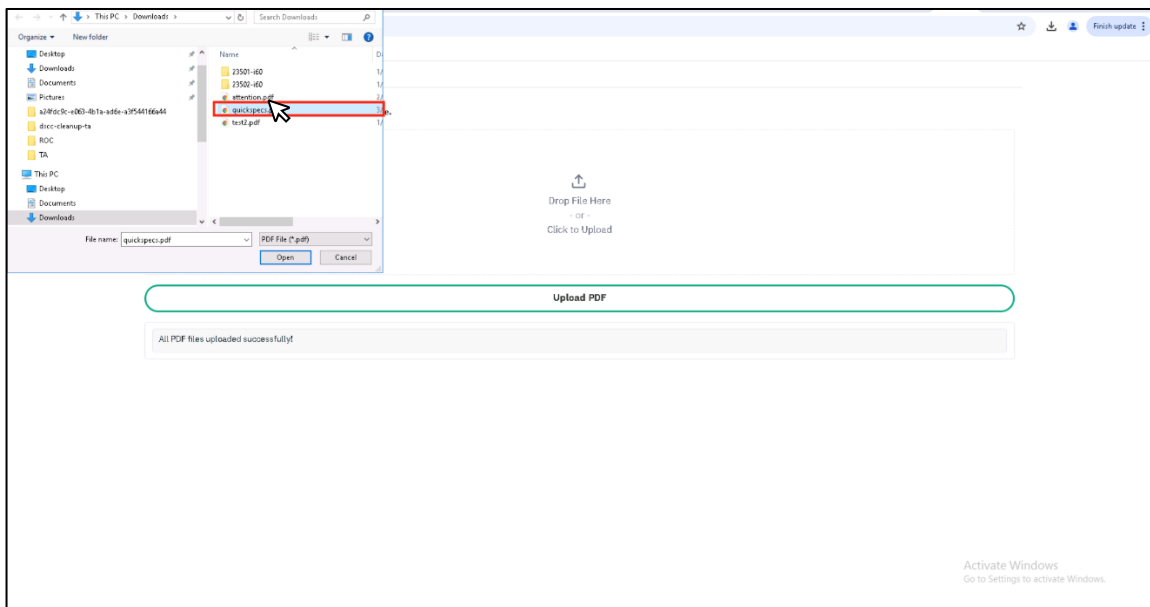 This PC > Downloads >
Search Downloads
Finish update
Organize
New folder
Desktop
Downloads
Documents
Pictures
a24fdc9c-e063-4b1a-ad6e-a3f544166a44
dscc-cleanup-ta
ROC
TA
This PC
Desktop
Documents
Downloads
Name
23501-i60
23502-i60
attention.pdf
quickspecs
test2.pdf
File name: quickspecs.pdf
PDF File (*.pdf)
Open
Cancel
Drop File Here
- or -
Click to Upload
Upload PDF
All PDF files uploaded successfully!
Activate Windows
Go to Settings to activate Windows.